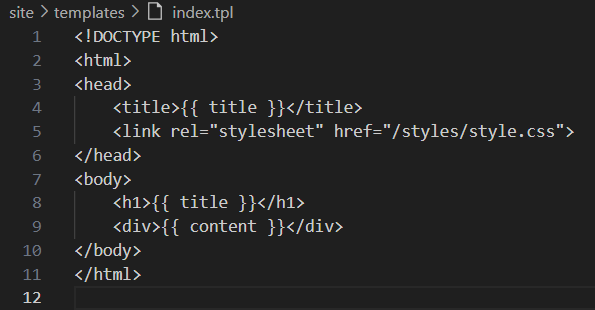 site > templates > index.tpl
1 <!DOCTYPE html>
2 <html>
3 <head>
4     <title>{{ title }}</title>
5     <link rel="stylesheet" href="/styles/style.css">
6 </head>
7 <body>
8     <h1>{{ title }}</h1>
9     <div>{{ content }}</div>
10 </body>
11 </html>
12